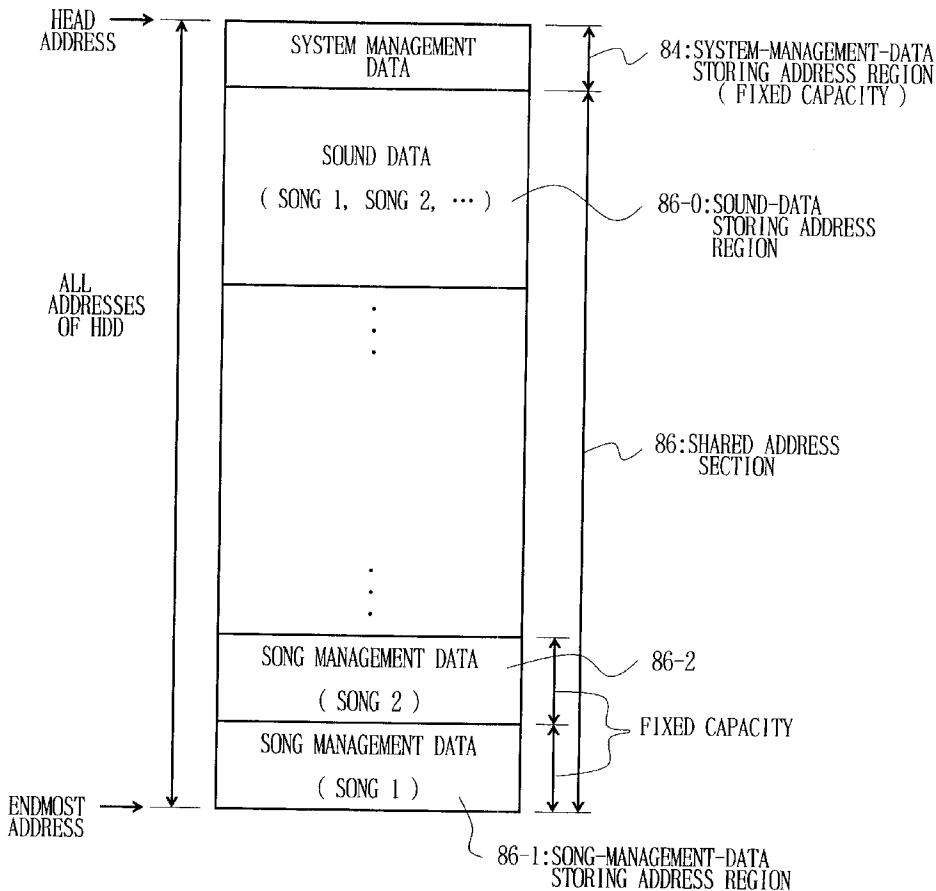 HEAD
ADDRESS
SYSTEM MANAGEMENT
DATA
84:SYSTEM-MANAGEMENT-DATA
STORING ADDRESS REGION
( FIXED CAPACITY )
SOUND DATA
( SONG 1, SONG 2, ⋯ )
86-0:SOUND-DATA
STORING ADDRESS
REGION
ALL
ADDRESSES
OF HDD
86:SHARED ADDRESS
SECTION
SONG MANAGEMENT DATA
( SONG 2 )
86-2
FIXED CAPACITY
SONG MANAGEMENT DATA
( SONG 1 )
ENDMOST
ADDRESS
86-1:SONG-MANAGEMENT-DATA
STORING ADDRESS REGION